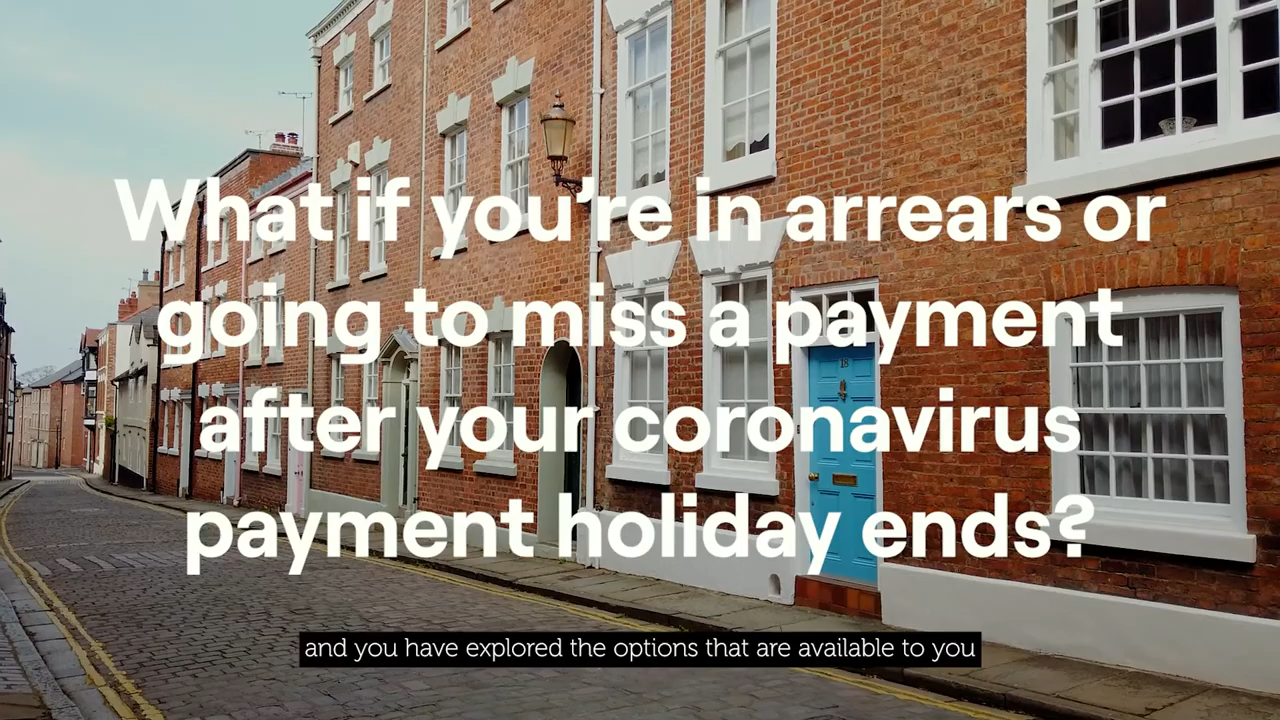 What if you’re in arrears or
going to miss a payment
after your coronavirus
payment holiday ends?
18
and you have explored the options that are available to you